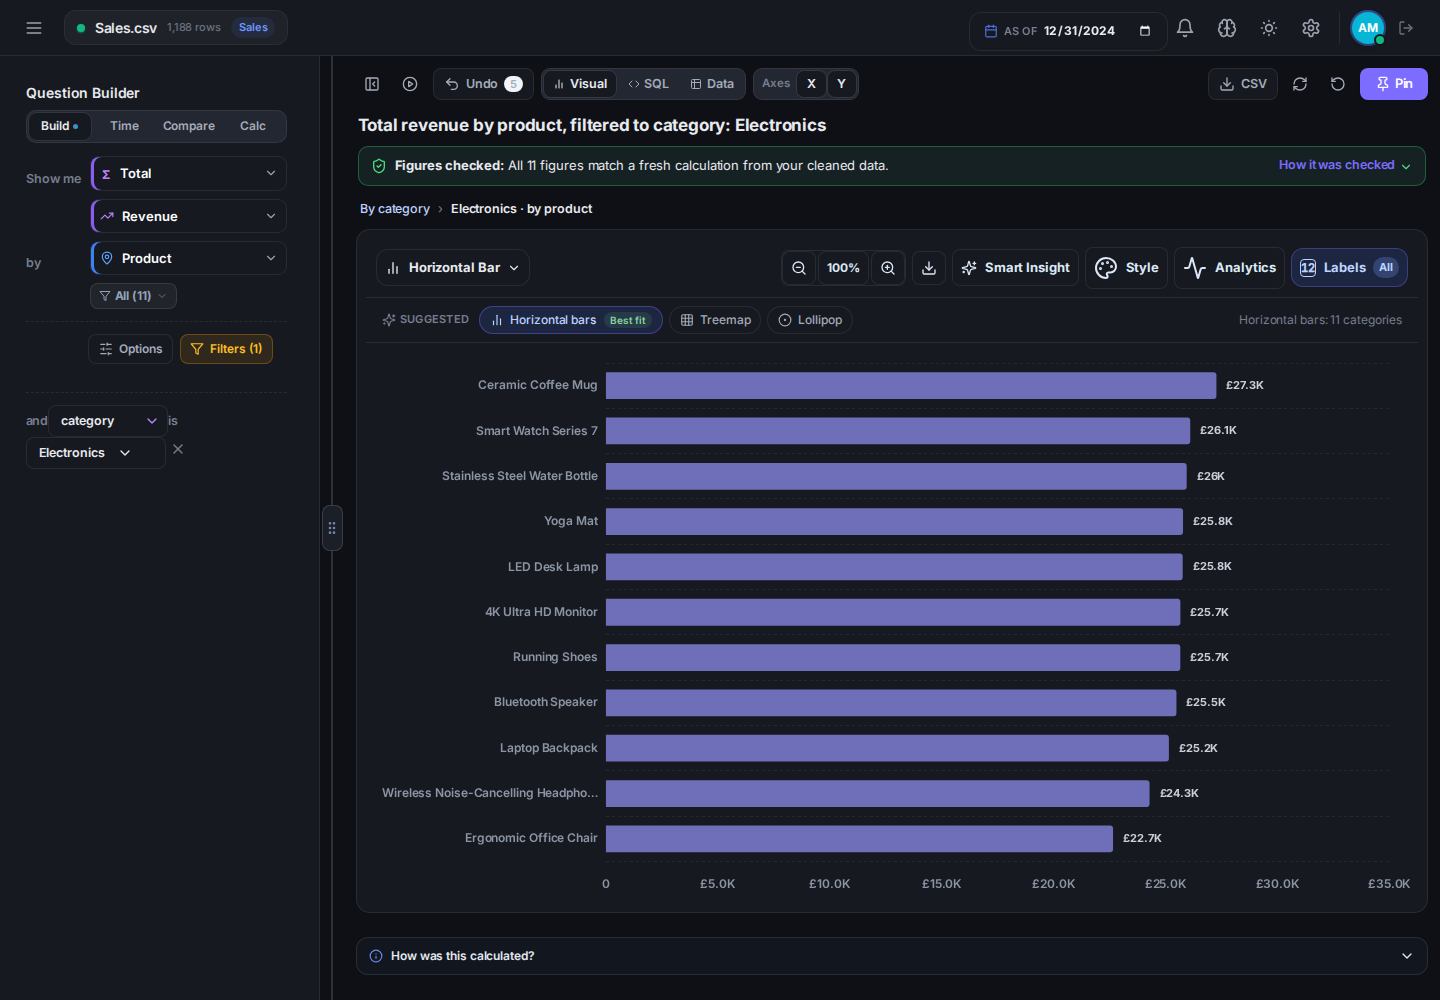 Sales.csv 1,188 rows Sales
AS OF 12/31/2024
AM
Question Builder
Build Time Compare Calc
Show me Σ Total
Revenue
by Product
All (11)
Options Filters (1)
and category is
Electronics
Undo 5 Visual SQL Data Axes X Y CSV Pin
Total revenue by product, filtered to category: Electronics
Figures checked: All 11 figures match a fresh calculation from your cleaned data. How it was checked
By category › Electronics · by product
Horizontal Bar 100% Smart Insight Style Analytics 12 Labels All
SUGGESTED Horizontal bars Best fit Treemap Lollipop Horizontal bars: 11 categories
Ceramic Coffee Mug £27.3K
Smart Watch Series 7 £26.1K
Stainless Steel Water Bottle £26K
Yoga Mat £25.8K
LED Desk Lamp £25.8K
4K Ultra HD Monitor £25.7K
Running Shoes £25.7K
Bluetooth Speaker £25.5K
Laptop Backpack £25.2K
Wireless Noise-Cancelling Headpho... £24.3K
Ergonomic Office Chair £22.7K
0 £5.0K £10.0K £15.0K £20.0K £25.0K £30.0K £35.0K
How was this calculated?